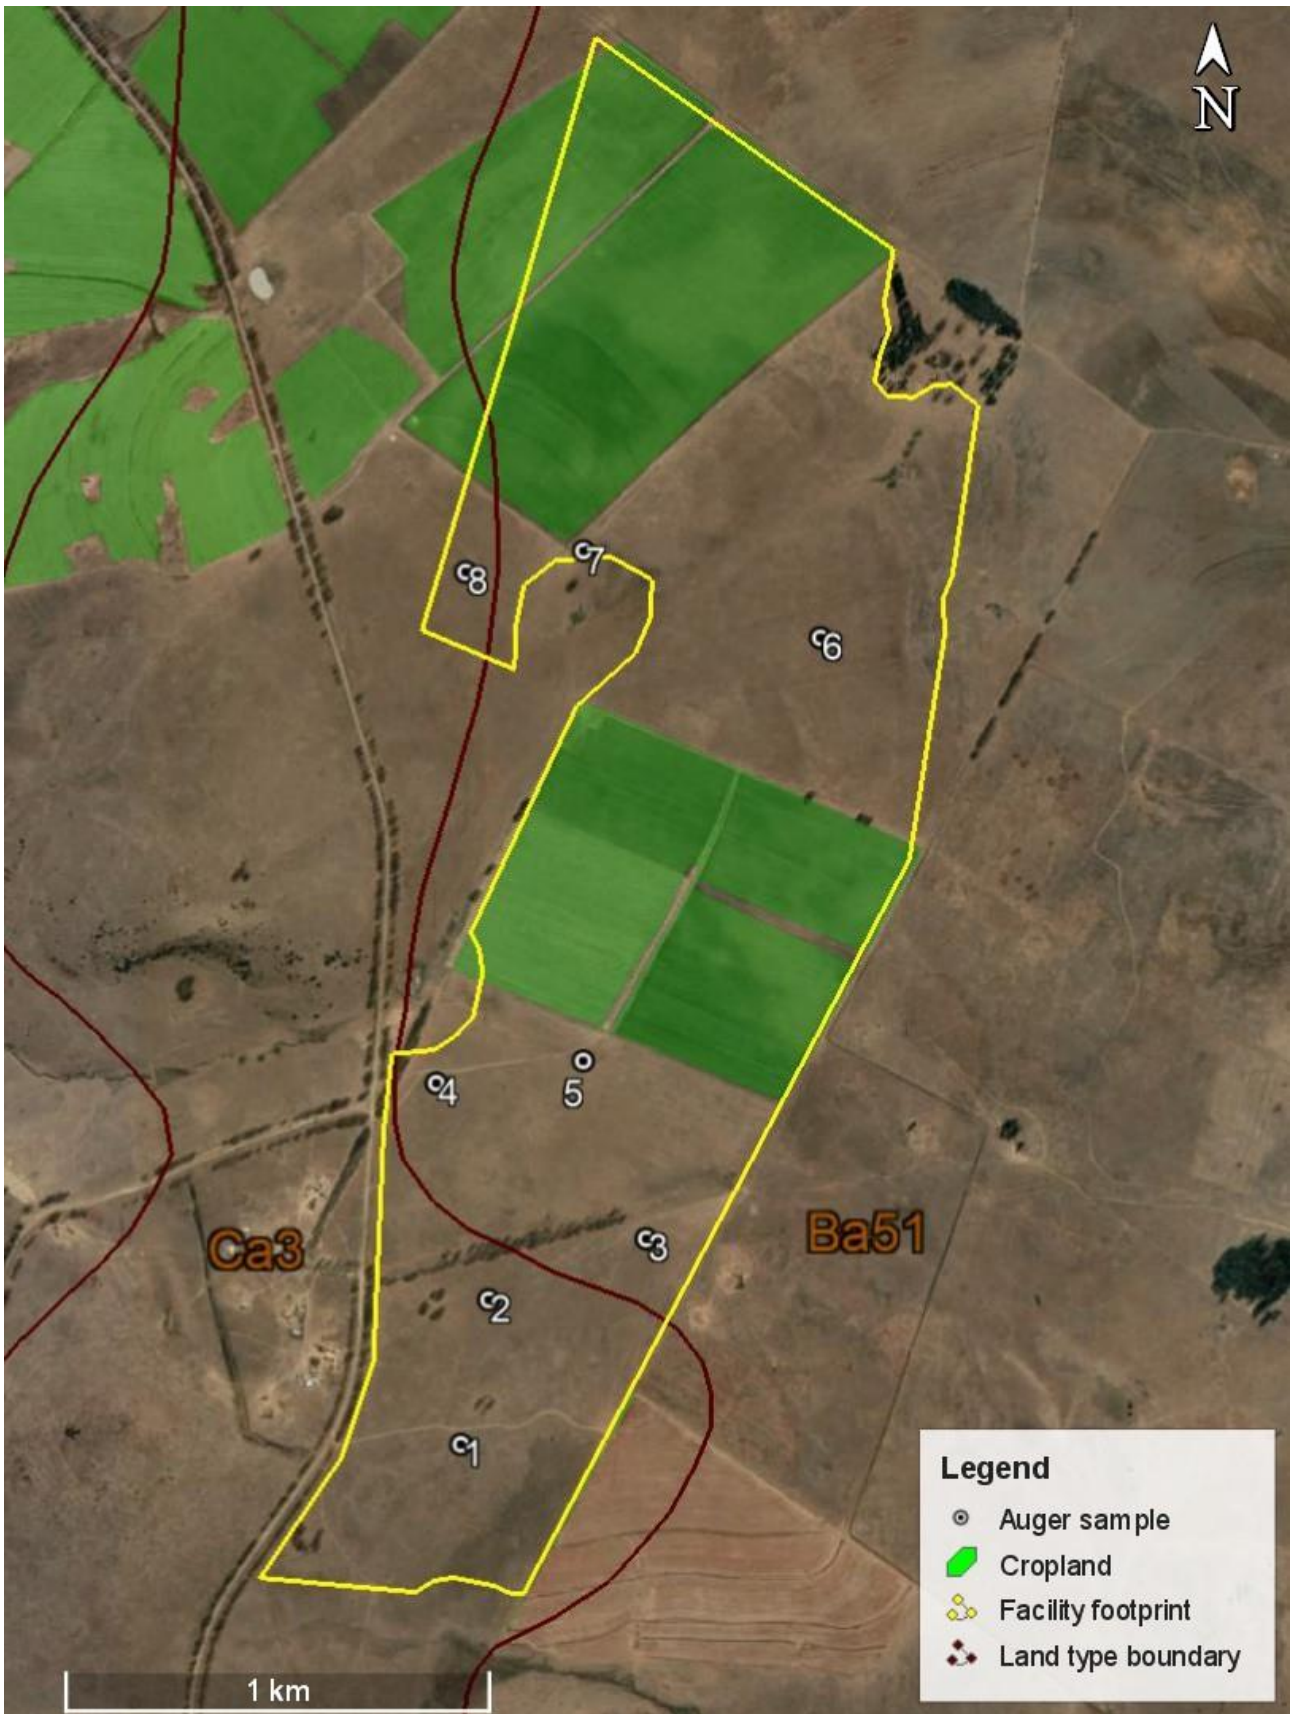 N
7
8
6
4
5
3
Ca3
Ba51
2
1
Legend
Auger sample
Cropland
Facility footprint
Land type boundary
1 km